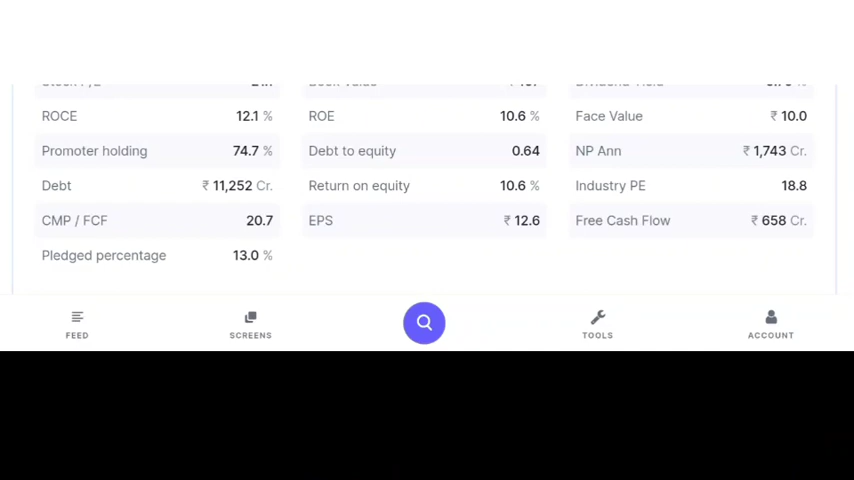 ROCE 12.1 % ROE 10.6 % Face Value ₹ 10.0
Promoter holding 74.7 % Debt to equity 0.64 NP Ann ₹ 1,743 Cr.
Debt ₹ 11,252 Cr. Return on equity 10.6 % Industry PE 18.8
CMP / FCF 20.7 EPS ₹ 12.6 Free Cash Flow ₹ 658 Cr.
Pledged percentage 13.0 %
FEED SCREENS TOOLS ACCOUNT